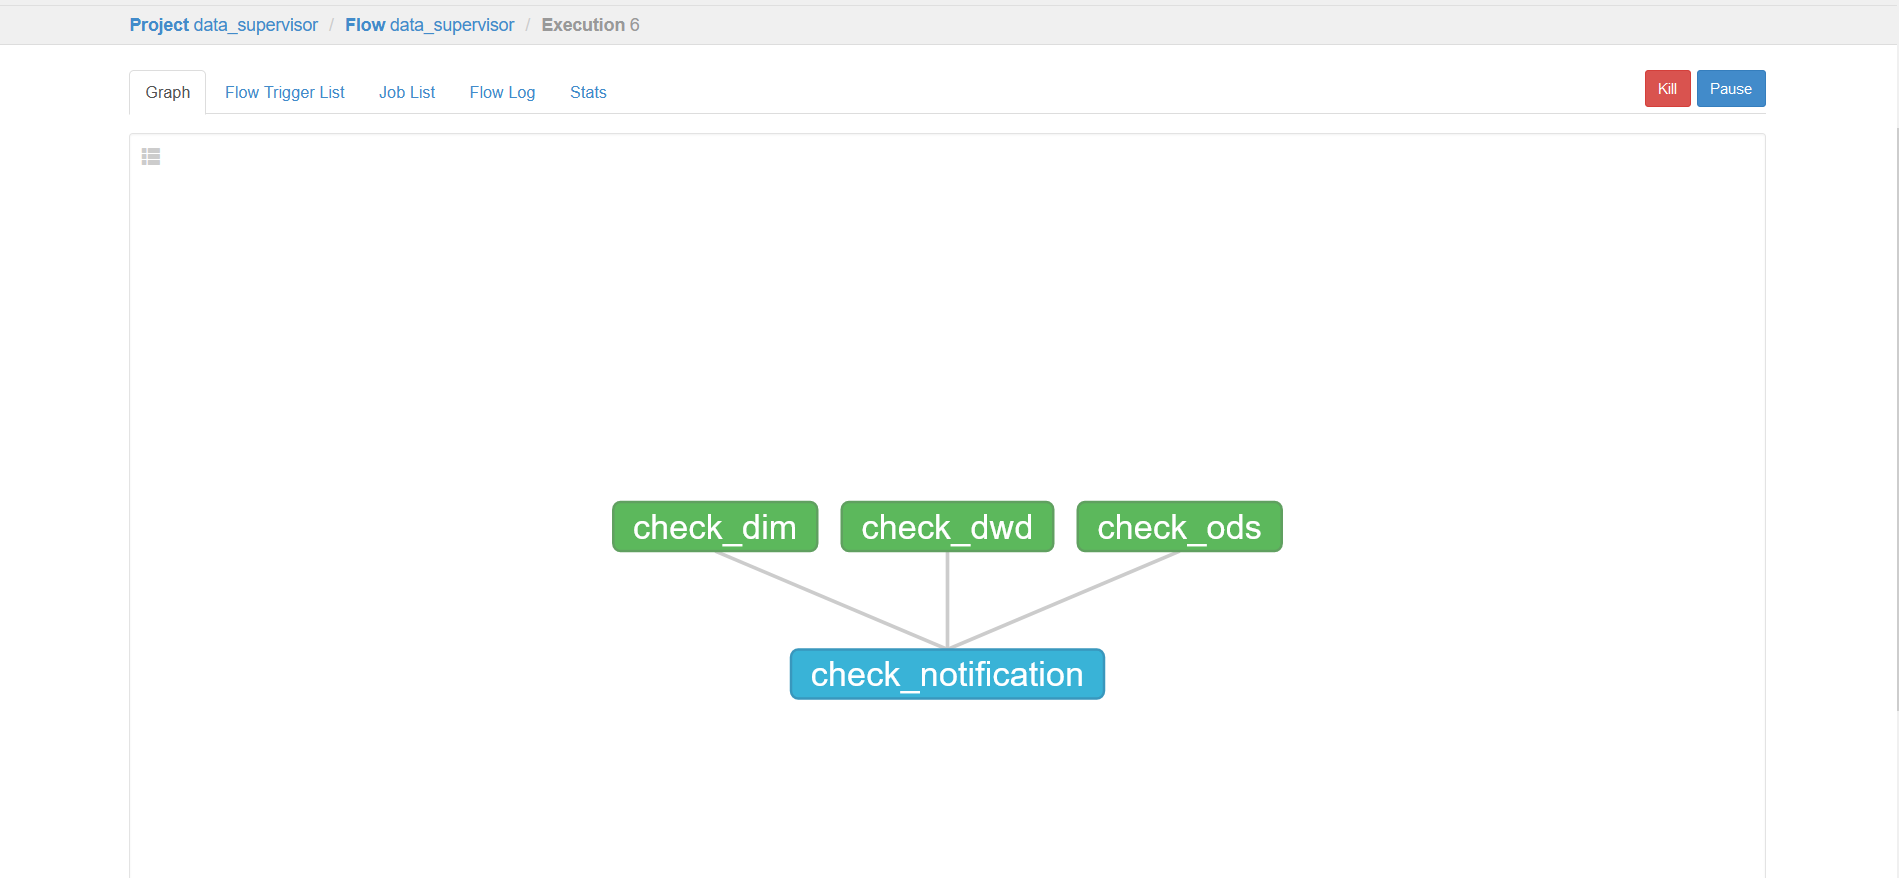 Project data_supervisor / Flow data_supervisor / Execution 6
Graph Flow Trigger List Job List Flow Log Stats Kill Pause
check_dim check_dwd check_ods
check_notification